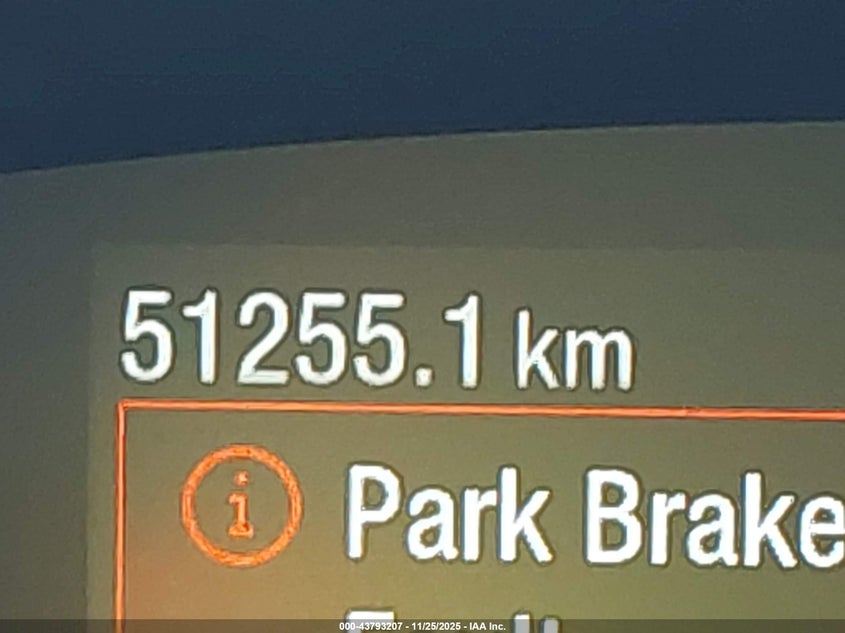 51255.1 km
i
Park Brake
000-43793207 - 11/25/2025 - IAA Inc.